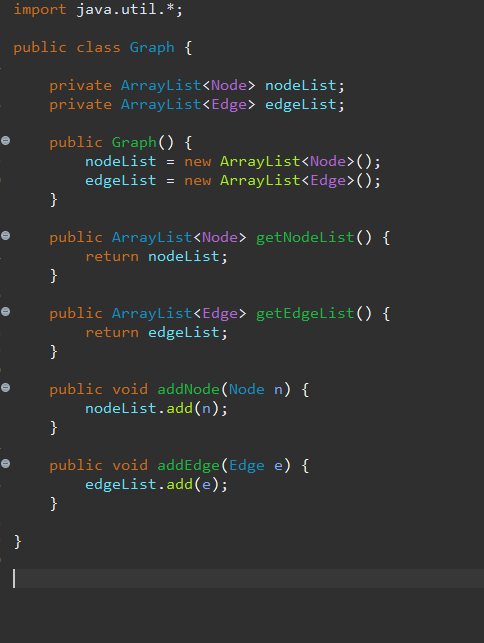 import java.util.*;
public class Graph {
private ArrayList<Node> nodeList;
private ArrayList<Edge> edgeList;
public Graph() {
nodeList = new ArrayList<Node>();
edgeList = new ArrayList<Edge>();
}
public ArrayList<Node> getNodeList() {
return nodeList;
}
public ArrayList<Edge> getEdgeList() {
return edgeList;
}
public void addNode(Node n) {
nodeList.add(n);
}
public void addEdge(Edge e) {
edgeList.add(e);
}
}